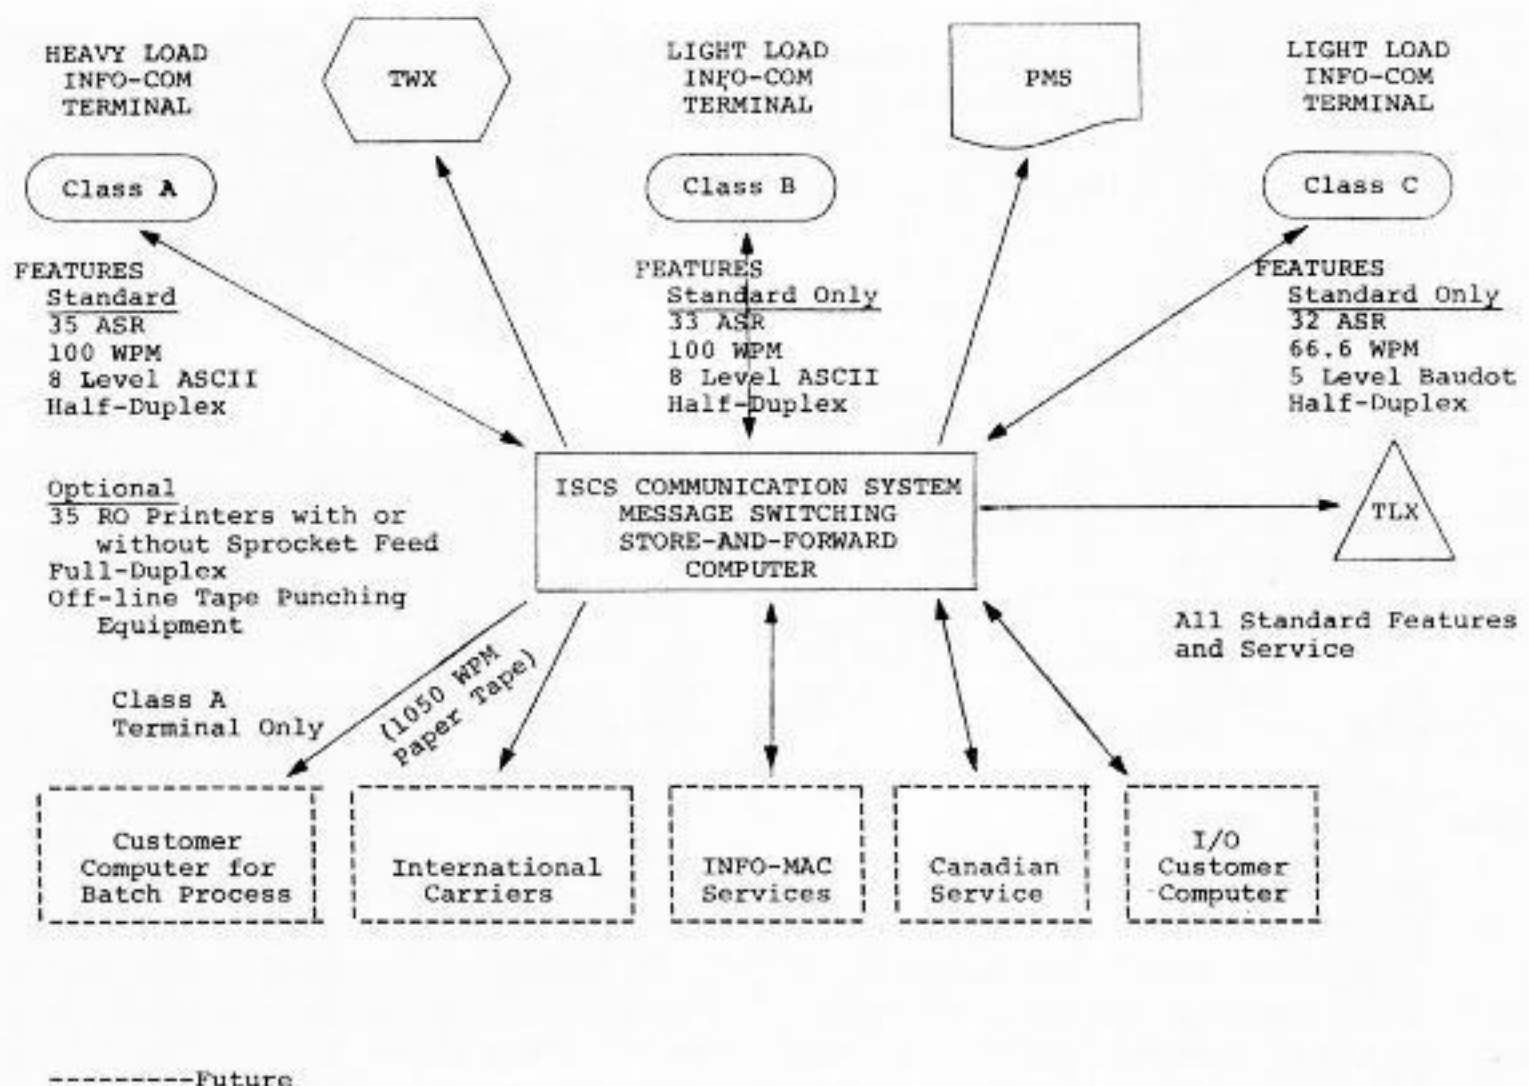 HEAVY LOAD
INFO-COM
TERMINAL
TWX
LIGHT LOAD
INFO-COM
TERMINAL
PMS
LIGHT LOAD
INFO-COM
TERMINAL
Class A
Class B
Class C
FEATURES
Standard
35 ASR
100 WPM
8 Level ASCII
Half-Duplex
FEATURES
Standard Only
33 ASR
100 WPM
8 Level ASCII
Half-Duplex
FEATURES
Standard Only
32 ASR
66.6 WPM
5 Level Baudot
Half-Duplex
Optional
35 RO Printers with or
without Sprocket Feed
Full-Duplex
Off-line Tape Punching
Equipment
ISCS COMMUNICATION SYSTEM
MESSAGE SWITCHING
STORE-AND-FORWARD
COMPUTER
TLX
All Standard Features
and Service
Class A
Terminal Only
(1050 WPM
Paper Tape)
Customer
Computer for
Batch Process
International
Carriers
INFO-MAC
Services
Canadian
Service
I/O
Customer
Computer
---------Future